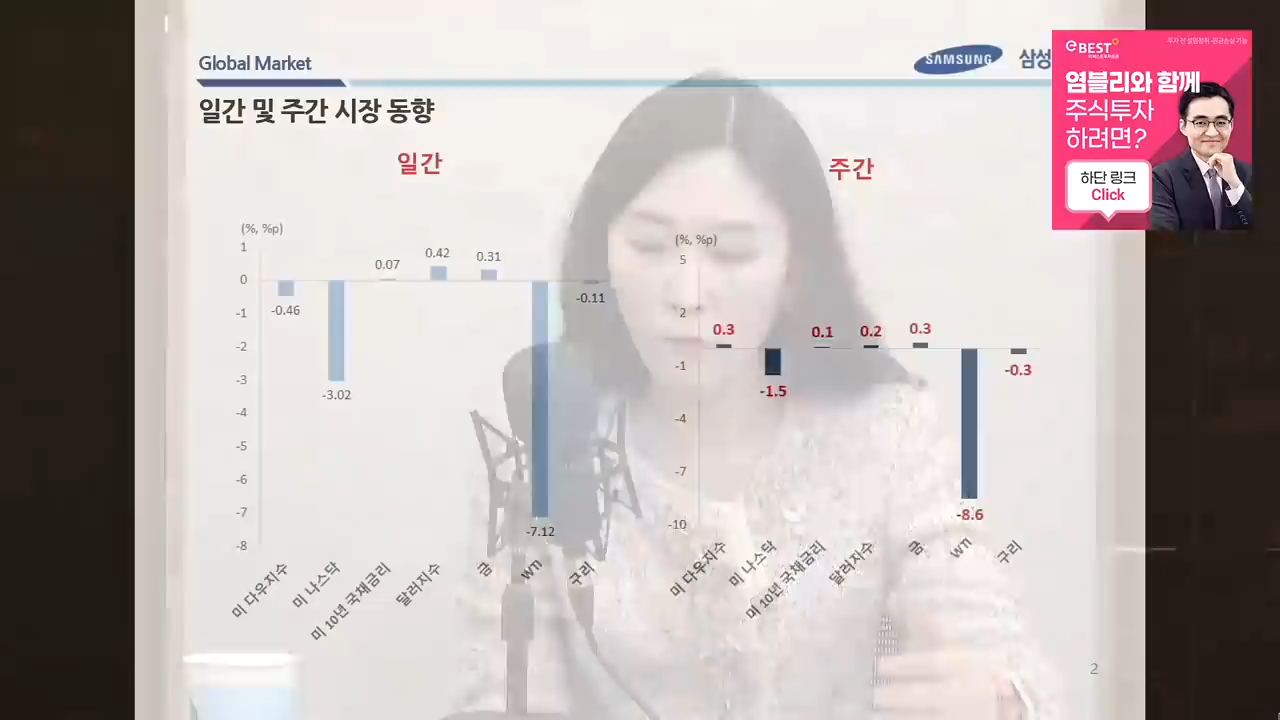 Global Market
SAMSUNG 삼성
일간 및 주간 시장 동향
일간
(%, %p)
1
0
-1
-2
-3
-4
-5
-6
-7
-8
-0.46
-3.02
0.07
0.42
0.31
-7.12
-0.11
미 다우지수
미 나스닥
미 10년 국채금리
달러지수
금
WTI
구리
주간
(%, %p)
5
2
-1
-4
-7
-10
0.3
-1.5
0.1
0.2
0.3
-8.6
-0.3
미 다우지수
미 나스닥
미 10년 국채금리
달러지수
금
WTI
구리
2
eBEST
염블리와 함께
주식투자
하려면?
하단 링크
Click